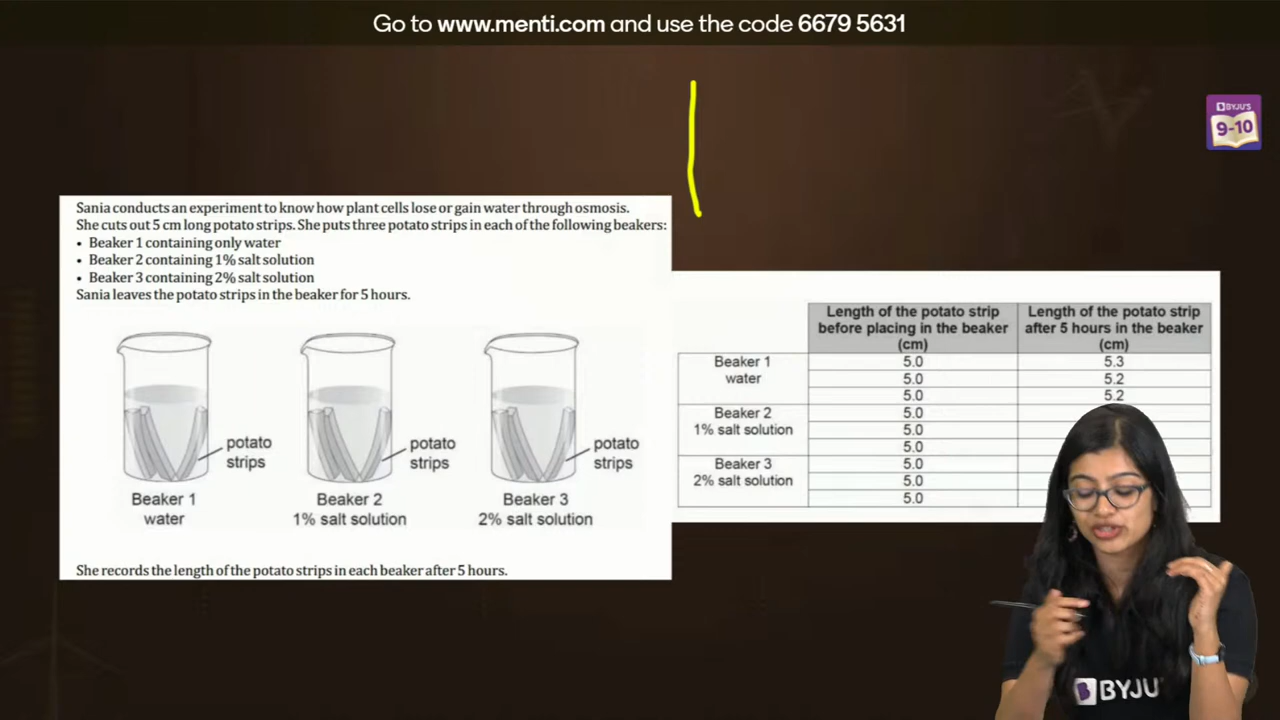 Go to www.menti.com and use the code 6679 5631
BYJU'S
9-10
Sania conducts an experiment to know how plant cells lose or gain water through osmosis.
She cuts out 5 cm long potato strips. She puts three potato strips in each of the following beakers:
• Beaker 1 containing only water
• Beaker 2 containing 1% salt solution
• Beaker 3 containing 2% salt solution
Sania leaves the potato strips in the beaker for 5 hours.
potato
strips
Beaker 1
water
potato
strips
Beaker 2
1% salt solution
potato
strips
Beaker 3
2% salt solution
She records the length of the potato strips in each beaker after 5 hours.
Length of the potato strip
before placing in the beaker
(cm)
Length of the potato strip
after 5 hours in the beaker
(cm)
Beaker 1
water
5.0 5.3
5.0 5.2
5.0 5.2
Beaker 2
1% salt solution
5.0
5.0
5.0
Beaker 3
2% salt solution
5.0
5.0
5.0
BYJU'